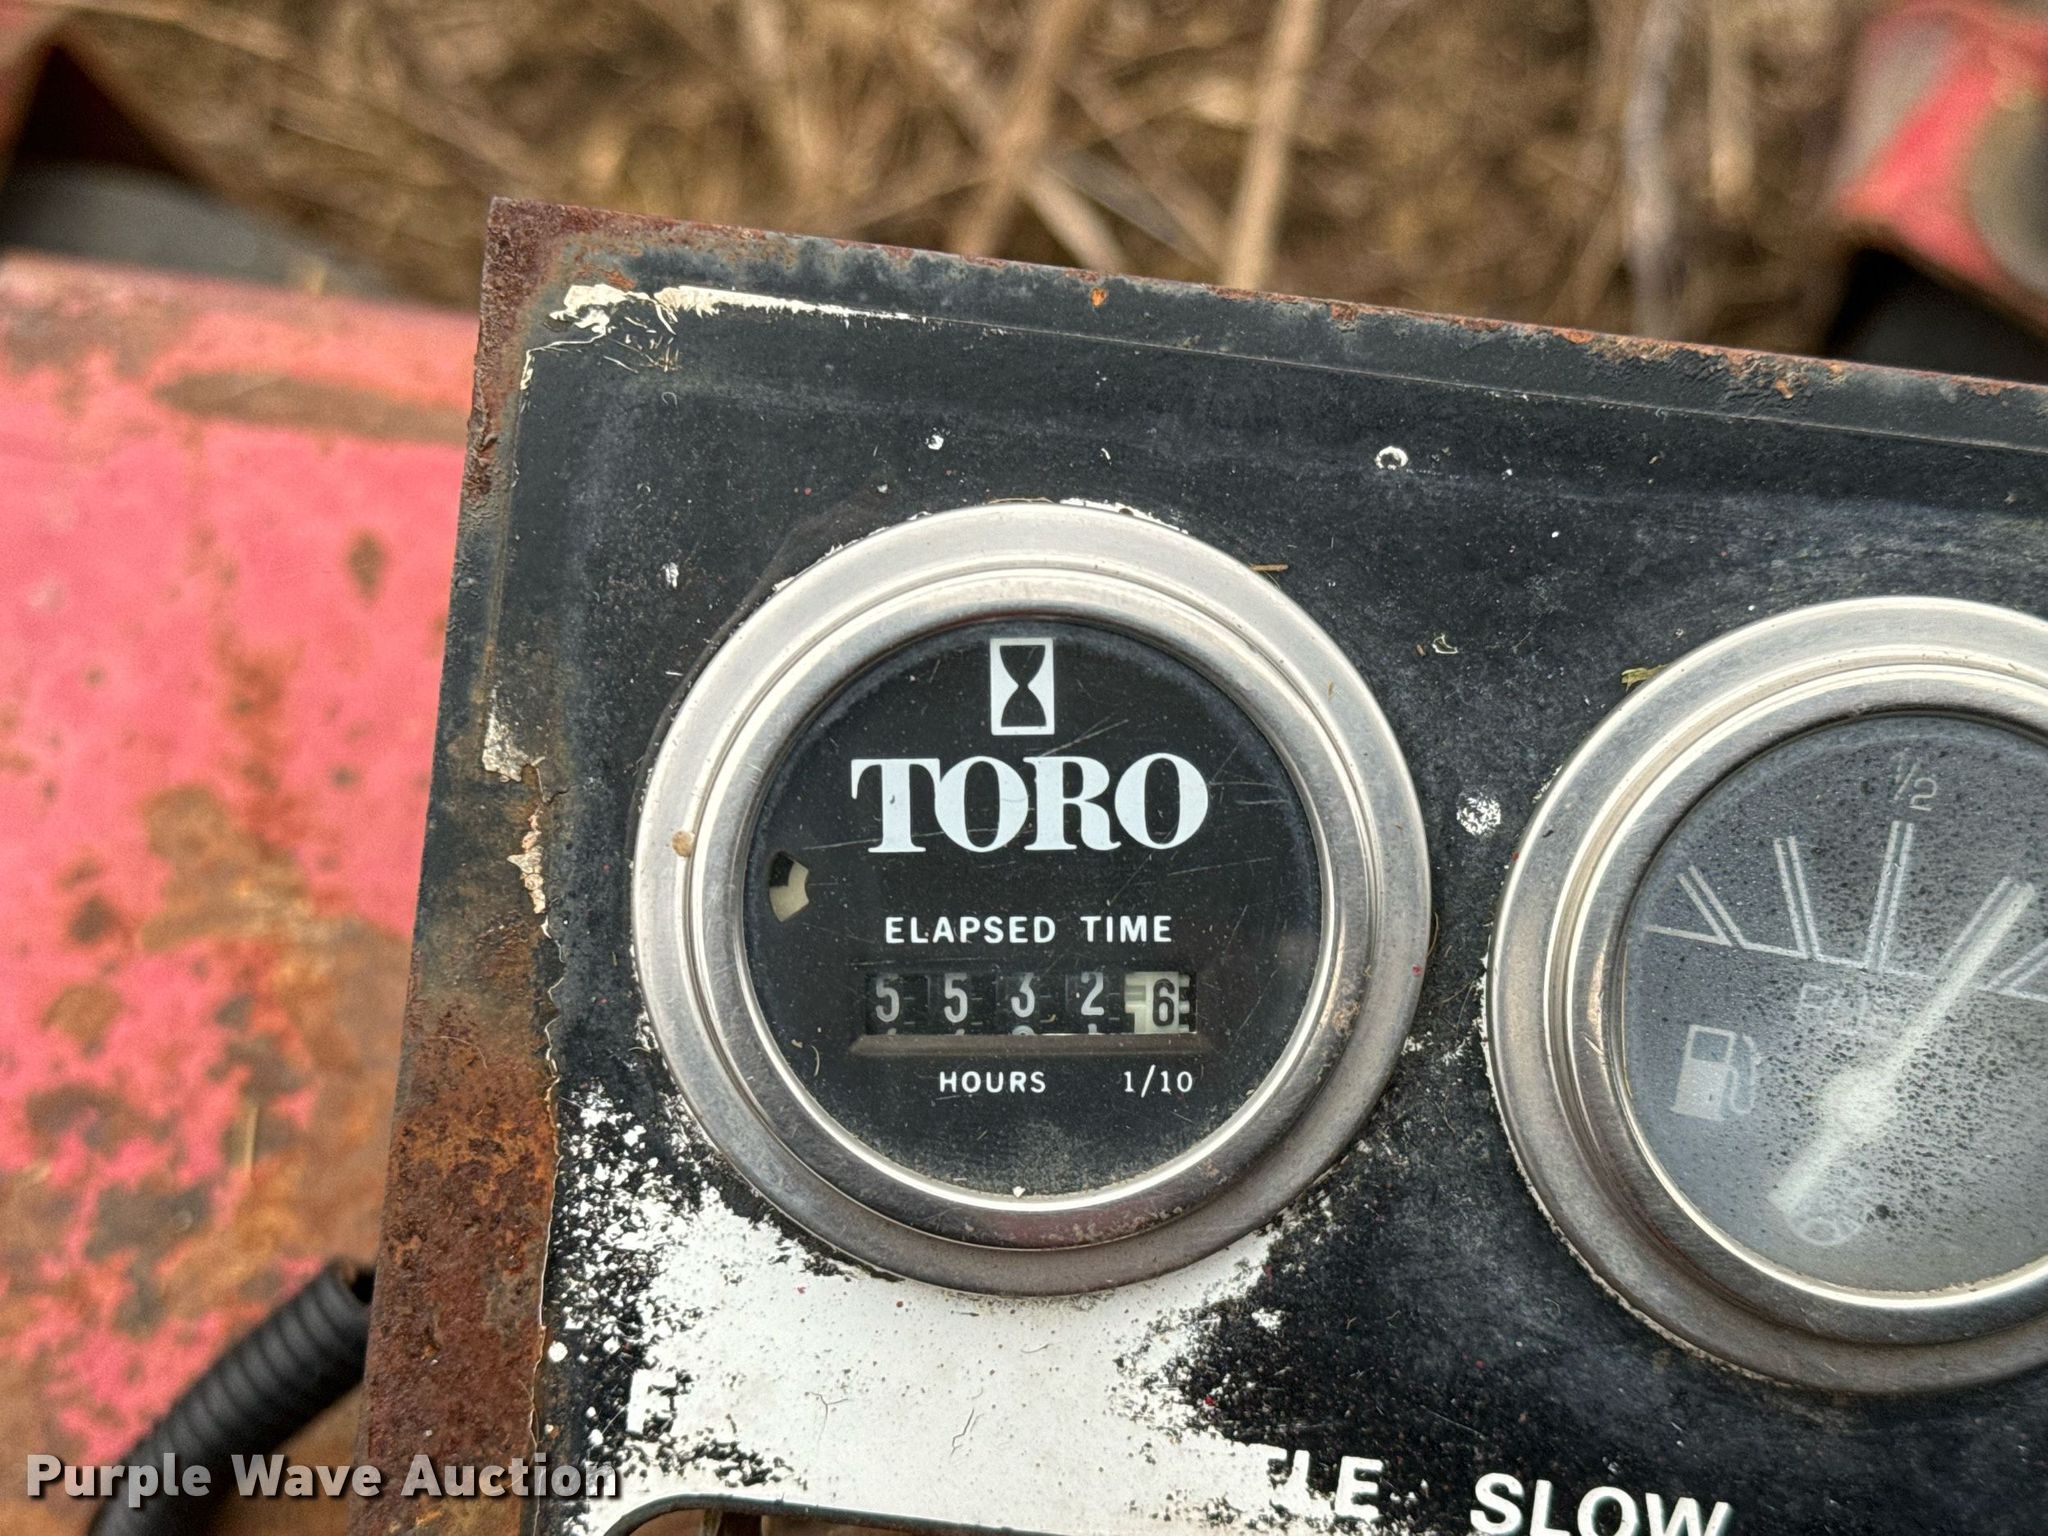 TORO
ELAPSED TIME
5 5 3 2 6
HOURS 1/10
1/2
SLOW
Purple Wave Auction